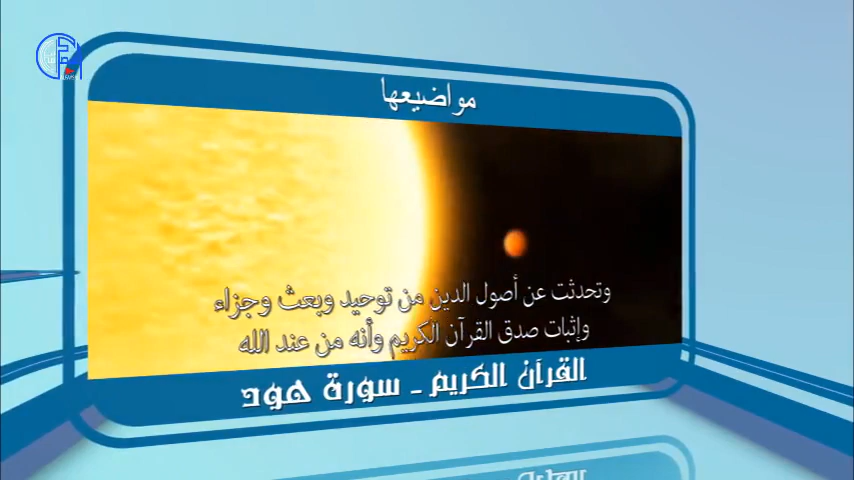 مواضيعها
وتحدثت عن أصول الدين من توحيد وبعث وجزاء
وإثبات صدق القرآن الكريم وأنه من عند الله
القرآن الكريم - سورة هود